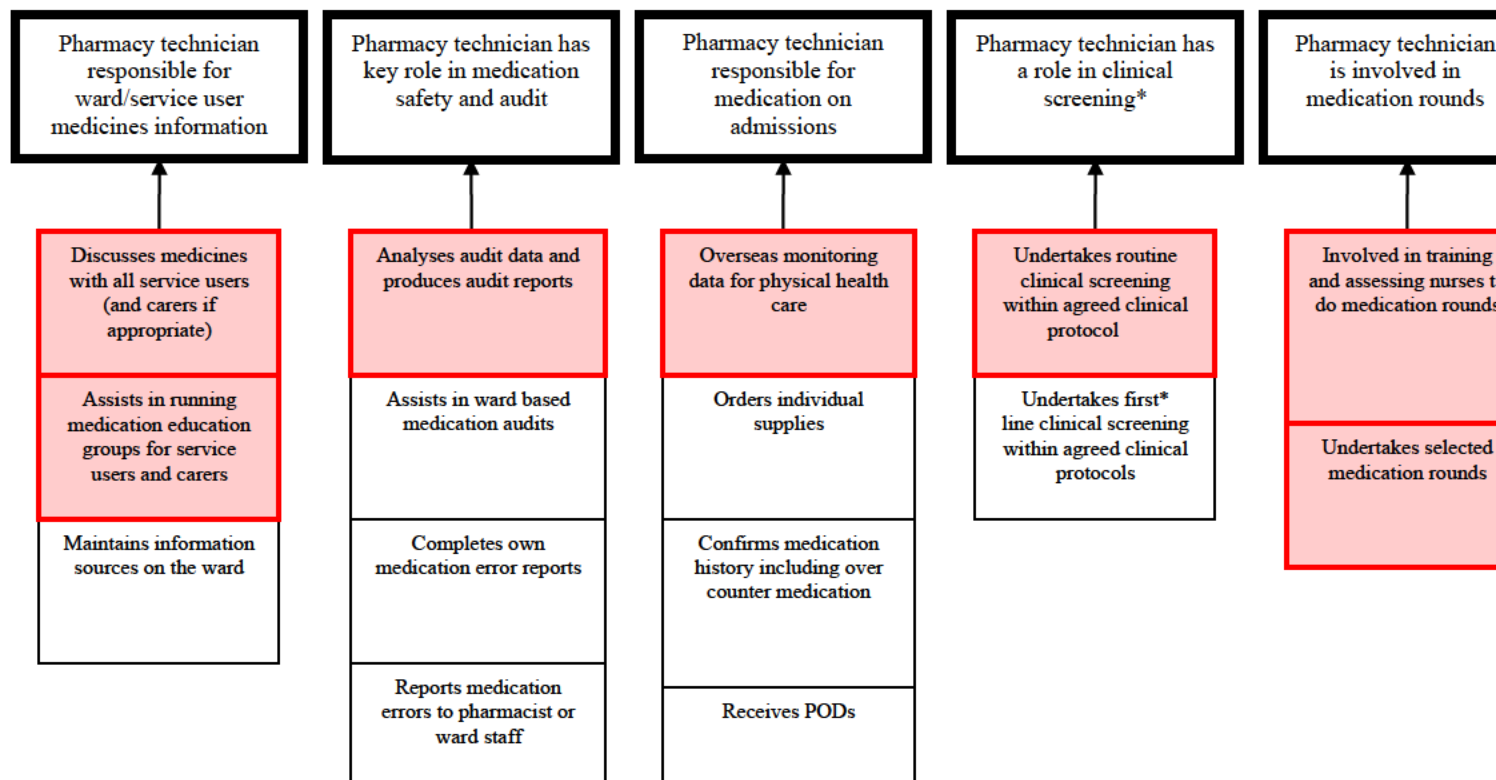 Pharmacy technician
responsible for
ward/service user
medicines information
Pharmacy technician has
key role in medication
safety and audit
Pharmacy technician
responsible for
medication on
admissions
Pharmacy technician has
a role in clinical
screening*
Pharmacy technician
is involved in
medication rounds
Discusses medicines
with all service users
(and carers if
appropriate)
Assists in running
medication education
groups for service
users and carers
Maintains information
sources on the ward
Analyses audit data and
produces audit reports
Assists in ward based
medication audits
Completes own
medication error reports
Reports medication
errors to pharmacist or
ward staff
Overseas monitoring
data for physical health
care
Orders individual
supplies
Confirms medication
history including over
counter medication
Receives PODs
Undertakes routine
clinical screening
within agreed clinical
protocol
Undertakes first*
line clinical screening
within agreed clinical
protocols
Involved in training
and assessing nurses
do medication rounds
Undertakes selected
medication rounds